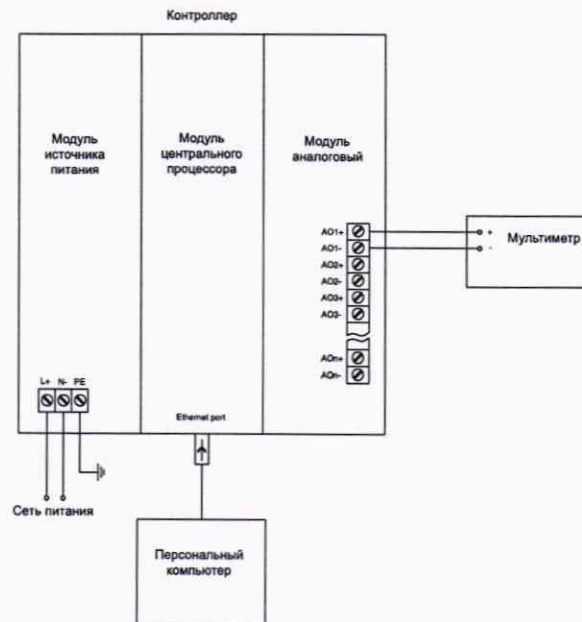 Контроллер
Модуль
источника
питания
Модуль
центрального
процессора
Модуль
аналоговый
AO1+
AO1-
AO2+
AO2-
AO3+
AO3-
AOn+
AOn-
+
-
Мультиметр
L+ N- PE
Ethernet port
Сеть питания
Персональный
компьютер